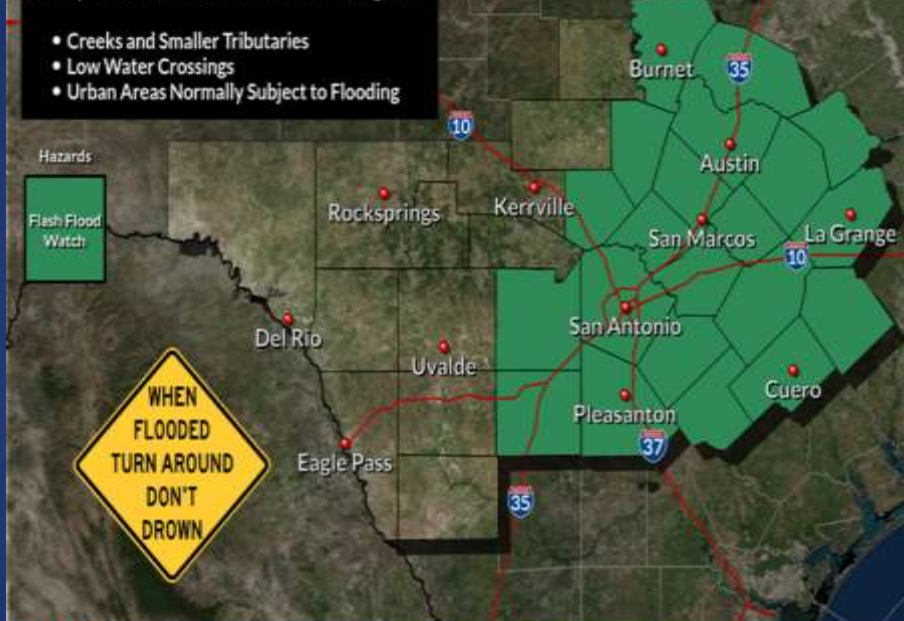 • Creeks and Smaller Tributaries
• Low Water Crossings
• Urban Areas Normally Subject to Flooding
Hazards
Flash Flood
Watch
Burnet
35
10
Austin
Rocksprings
Kerrville
San Marcos
La Grange
10
San Antonio
Del Rio
Uvalde
Cuero
Pleasanton
37
Eagle Pass
35
WHEN
FLOODED
TURN AROUND
DON'T
DROWN